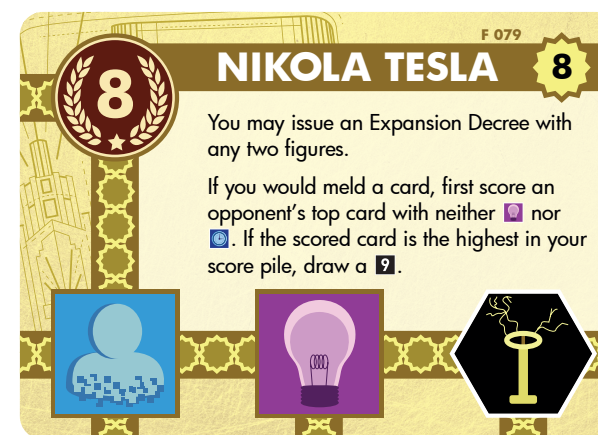 F 079
8
NIKOLA TESLA
8
You may issue an Expansion Decree with
any two figures.
If you would meld a card, first score an
opponent's top card with neither nor
. If the scored card is the highest in your
score pile, draw a 9.